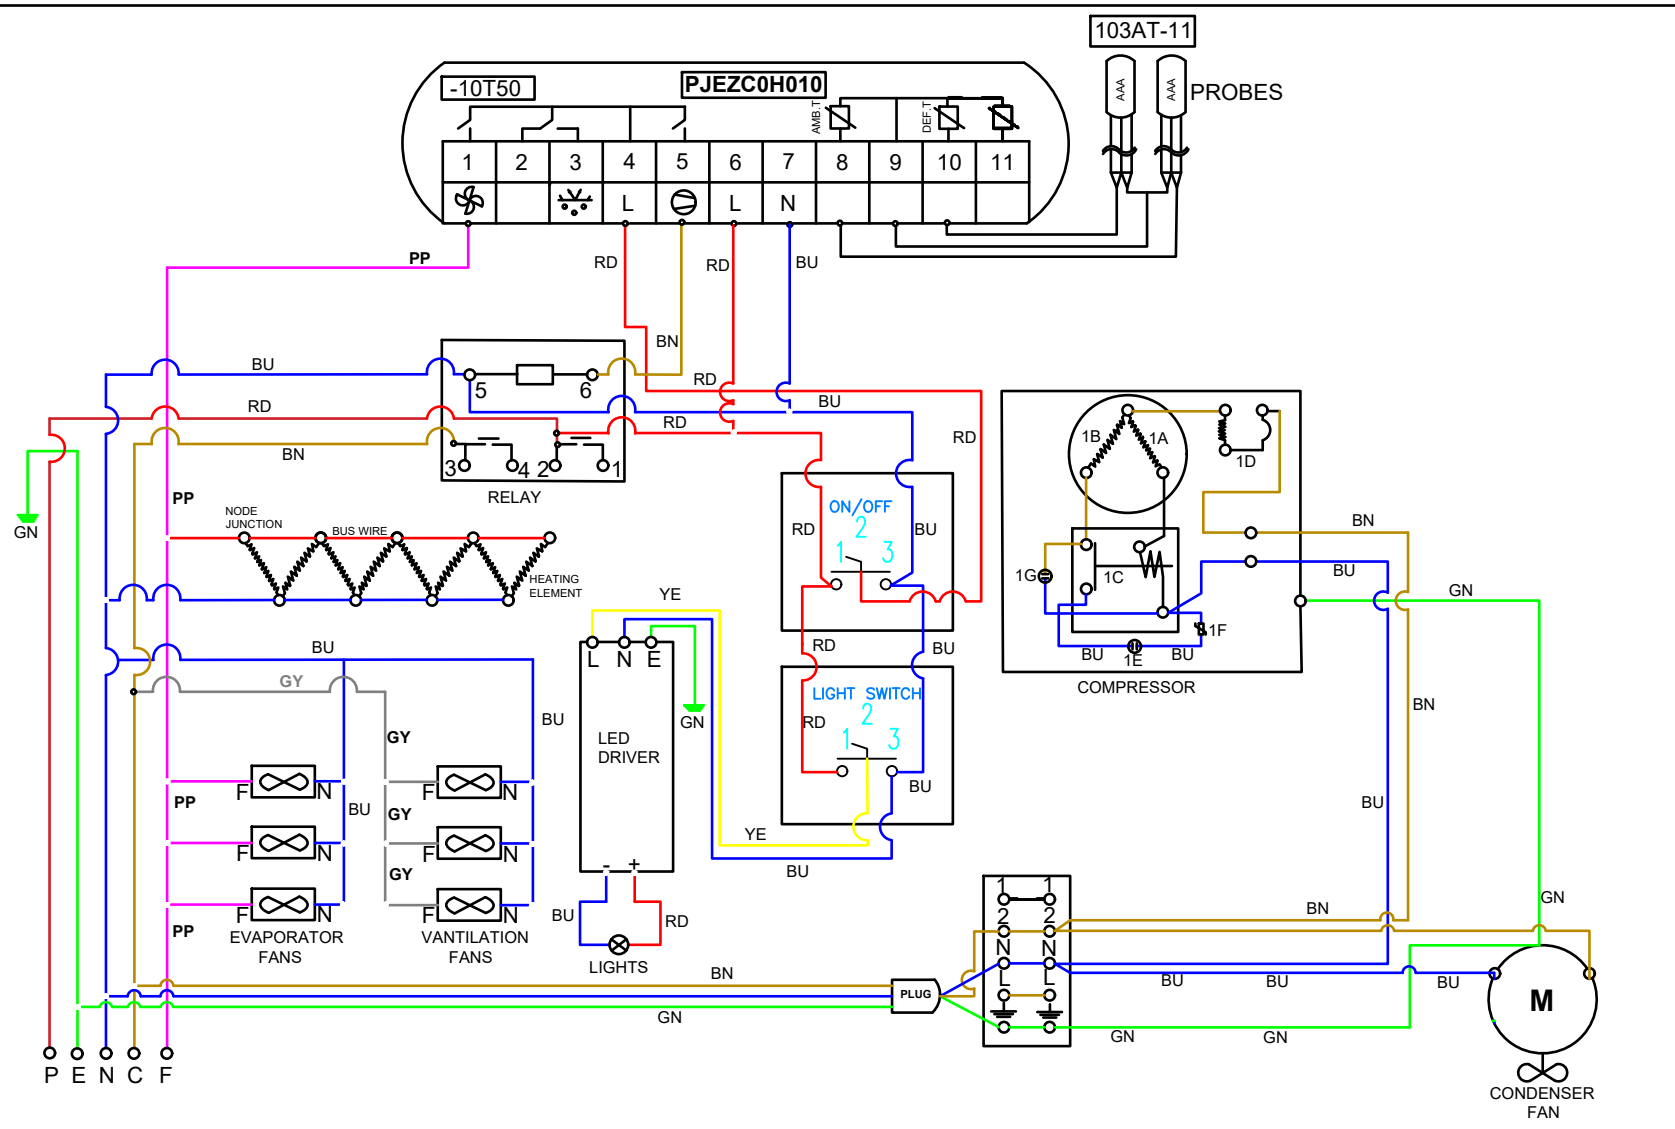 103AT-11
-10T50
PJEZC0H010
AAA
AAA
PROBES
AMB.T
DEF.T
1 2 3 4 5 6 7 8 9 10 11
L L N
PP
RD
RD
BU
BN
BU
RD
BU
RD
RD
BN
5 6
3 4 2 1
RELAY
RD
PP
GN
NODE
JUNCTION
BUS WIRE
HEATING
ELEMENT
ON/OFF
2
1 3
RD
BU
1B 1A
1D
1G
1C
1F
BU 1E BU
COMPRESSOR
BN
BU
GN
YE
L N E
GN
LED
DRIVER
- +
RD
BU
LIGHT SWITCH
2
1 3
RD
BU
BU
GY
BU
GY
BN
F N
F N
PP
BU
GY
BU
F N
F N
YE
BU
GY
F N
F N
PP
EVAPORATOR
FANS
VANTILATION
FANS
BU
RD
LIGHTS
1 1
2 2
N N
L L
BN
GN
BN
PLUG
GN
BU
BU
BU
GN
GN
M
CONDENSER
FAN
P E N C F